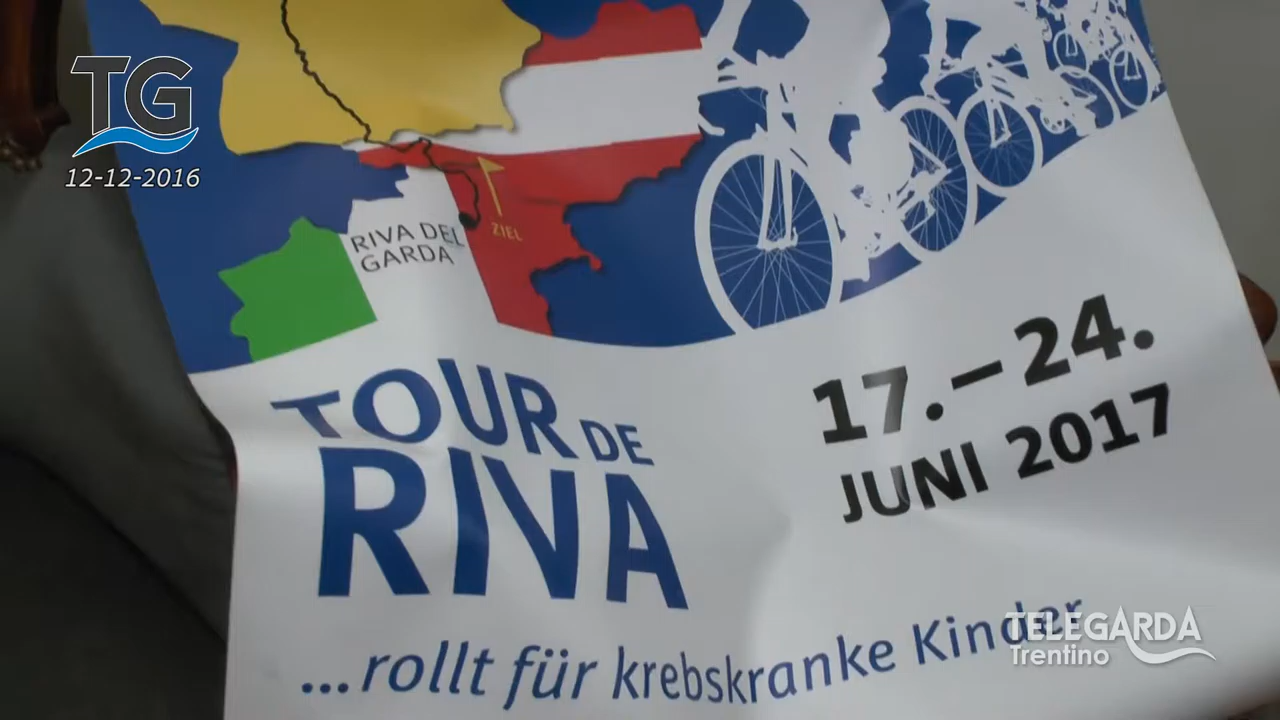 TG
12-12-2016
RIVA DEL
GARDA
ZIEL
TOUR DE
RIVA
17.–24.
JUNI 2017
...rollt für krebskranke Kinder
TELEGARDA
Trentino